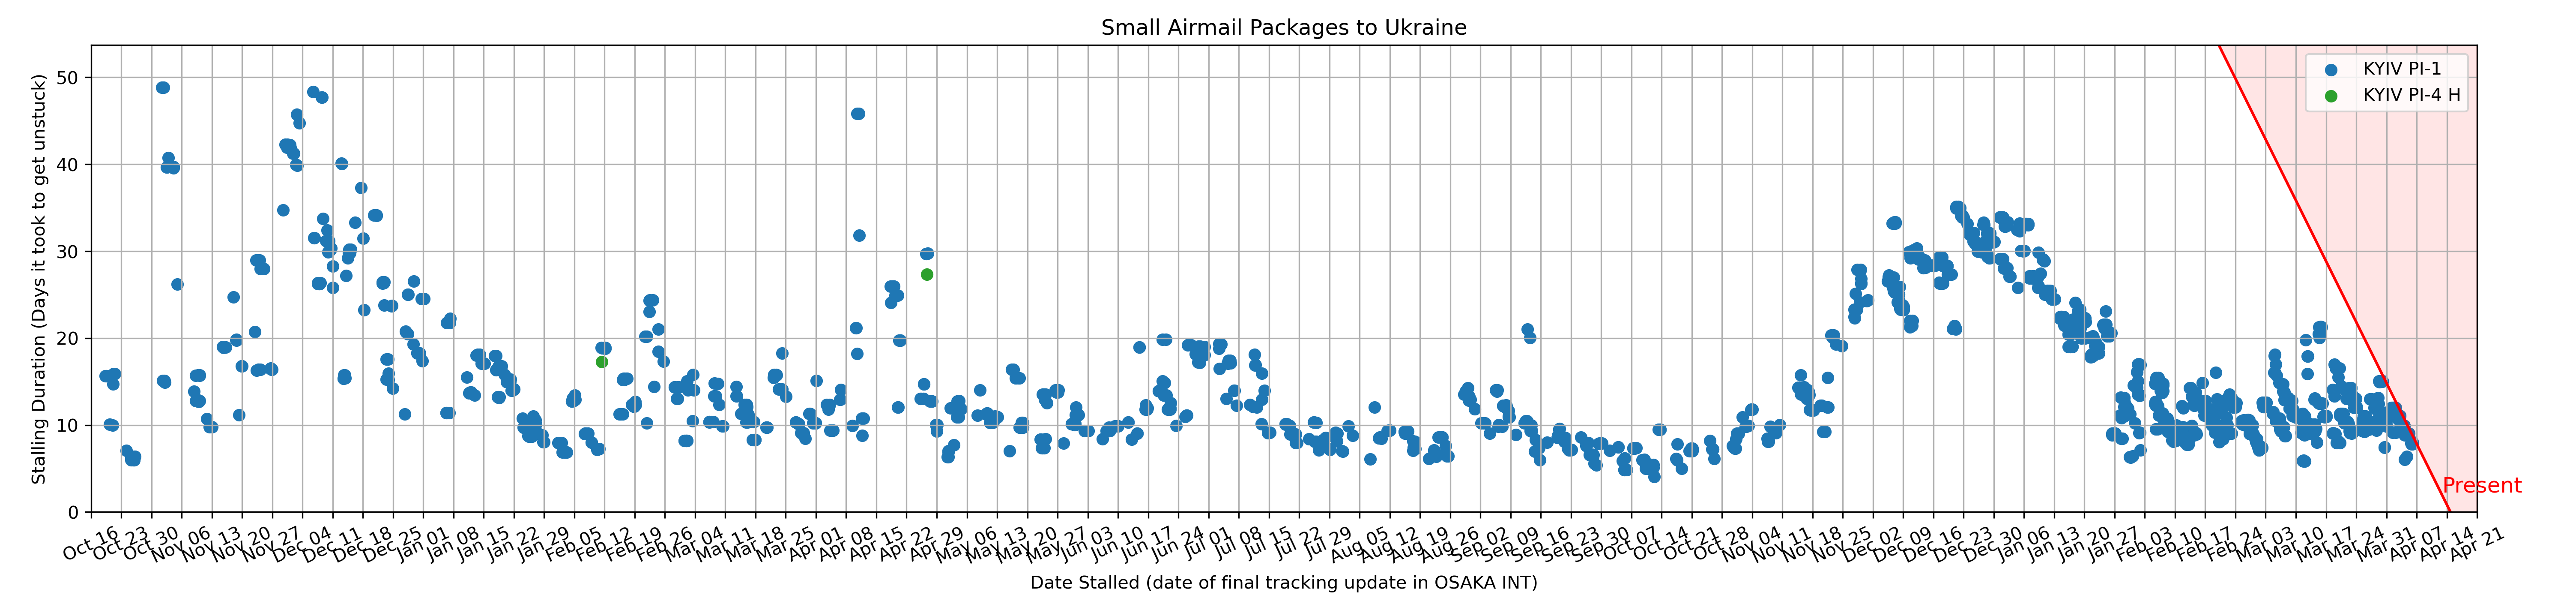 Small Airmail Packages to Ukraine
Stalling Duration (Days it took to get unstuck)
50
40
30
20
10
0
KYIV PI-1
KYIV PI-4 H
Present
Oct 16
Oct 23
Oct 30
Nov 06
Nov 13
Nov 20
Nov 27
Dec 04
Dec 11
Dec 18
Dec 25
Jan 01
Jan 08
Jan 15
Jan 22
Jan 29
Feb 05
Feb 12
Feb 19
Feb 26
Mar 04
Mar 11
Mar 18
Mar 25
Apr 01
Apr 08
Apr 15
Apr 22
Apr 29
May 06
May 13
May 20
May 27
Jun 03
Jun 10
Jun 17
Jun 24
Jul 01
Jul 08
Jul 15
Jul 22
Jul 29
Aug 05
Aug 12
Aug 19
Aug 26
Sep 02
Sep 09
Sep 16
Sep 23
Sep 30
Oct 07
Oct 14
Oct 21
Oct 28
Nov 04
Nov 11
Nov 18
Nov 25
Dec 02
Dec 09
Dec 16
Dec 23
Dec 30
Jan 06
Jan 13
Jan 20
Jan 27
Feb 03
Feb 10
Feb 17
Feb 24
Mar 03
Mar 10
Mar 17
Mar 24
Mar 31
Apr 07
Apr 14
Apr 21
Date Stalled (date of final tracking update in OSAKA INT)